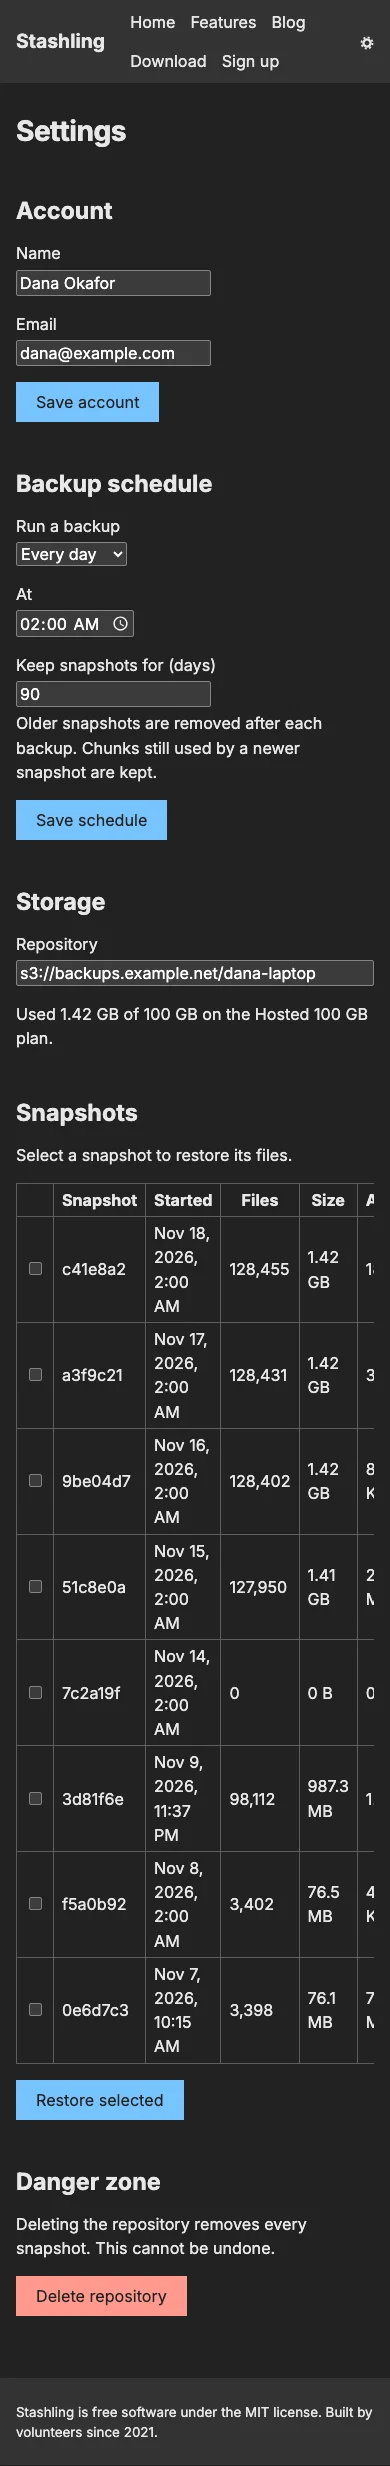 Stashling
Home Features Blog
Download Sign up
Settings
Account
Name
Dana Okafor
Email
dana@example.com
Save account
Backup schedule
Run a backup
Every day
At
02:00 AM
Keep snapshots for (days)
90
Older snapshots are removed after each
backup. Chunks still used by a newer
snapshot are kept.
Save schedule
Storage
Repository
s3://backups.example.net/dana-laptop
Used 1.42 GB of 100 GB on the Hosted 100 GB
plan.
Snapshots
Select a snapshot to restore its files.
Snapshot Started Files Size
c41e8a2 Nov 18, 2026, 2:00 AM 128,455 1.42 GB
a3f9c21 Nov 17, 2026, 2:00 AM 128,431 1.42 GB
9be04d7 Nov 16, 2026, 2:00 AM 128,402 1.42 GB
51c8e0a Nov 15, 2026, 2:00 AM 127,950 1.41 GB
7c2a19f Nov 14, 2026, 2:00 AM 0 0 B
3d81f6e Nov 9, 2026, 11:37 PM 98,112 987.3 MB
f5a0b92 Nov 8, 2026, 2:00 AM 3,402 76.5 MB
0e6d7c3 Nov 7, 2026, 10:15 AM 3,398 76.1 MB
Restore selected
Danger zone
Deleting the repository removes every
snapshot. This cannot be undone.
Delete repository
Stashling is free software under the MIT license. Built by
volunteers since 2021.